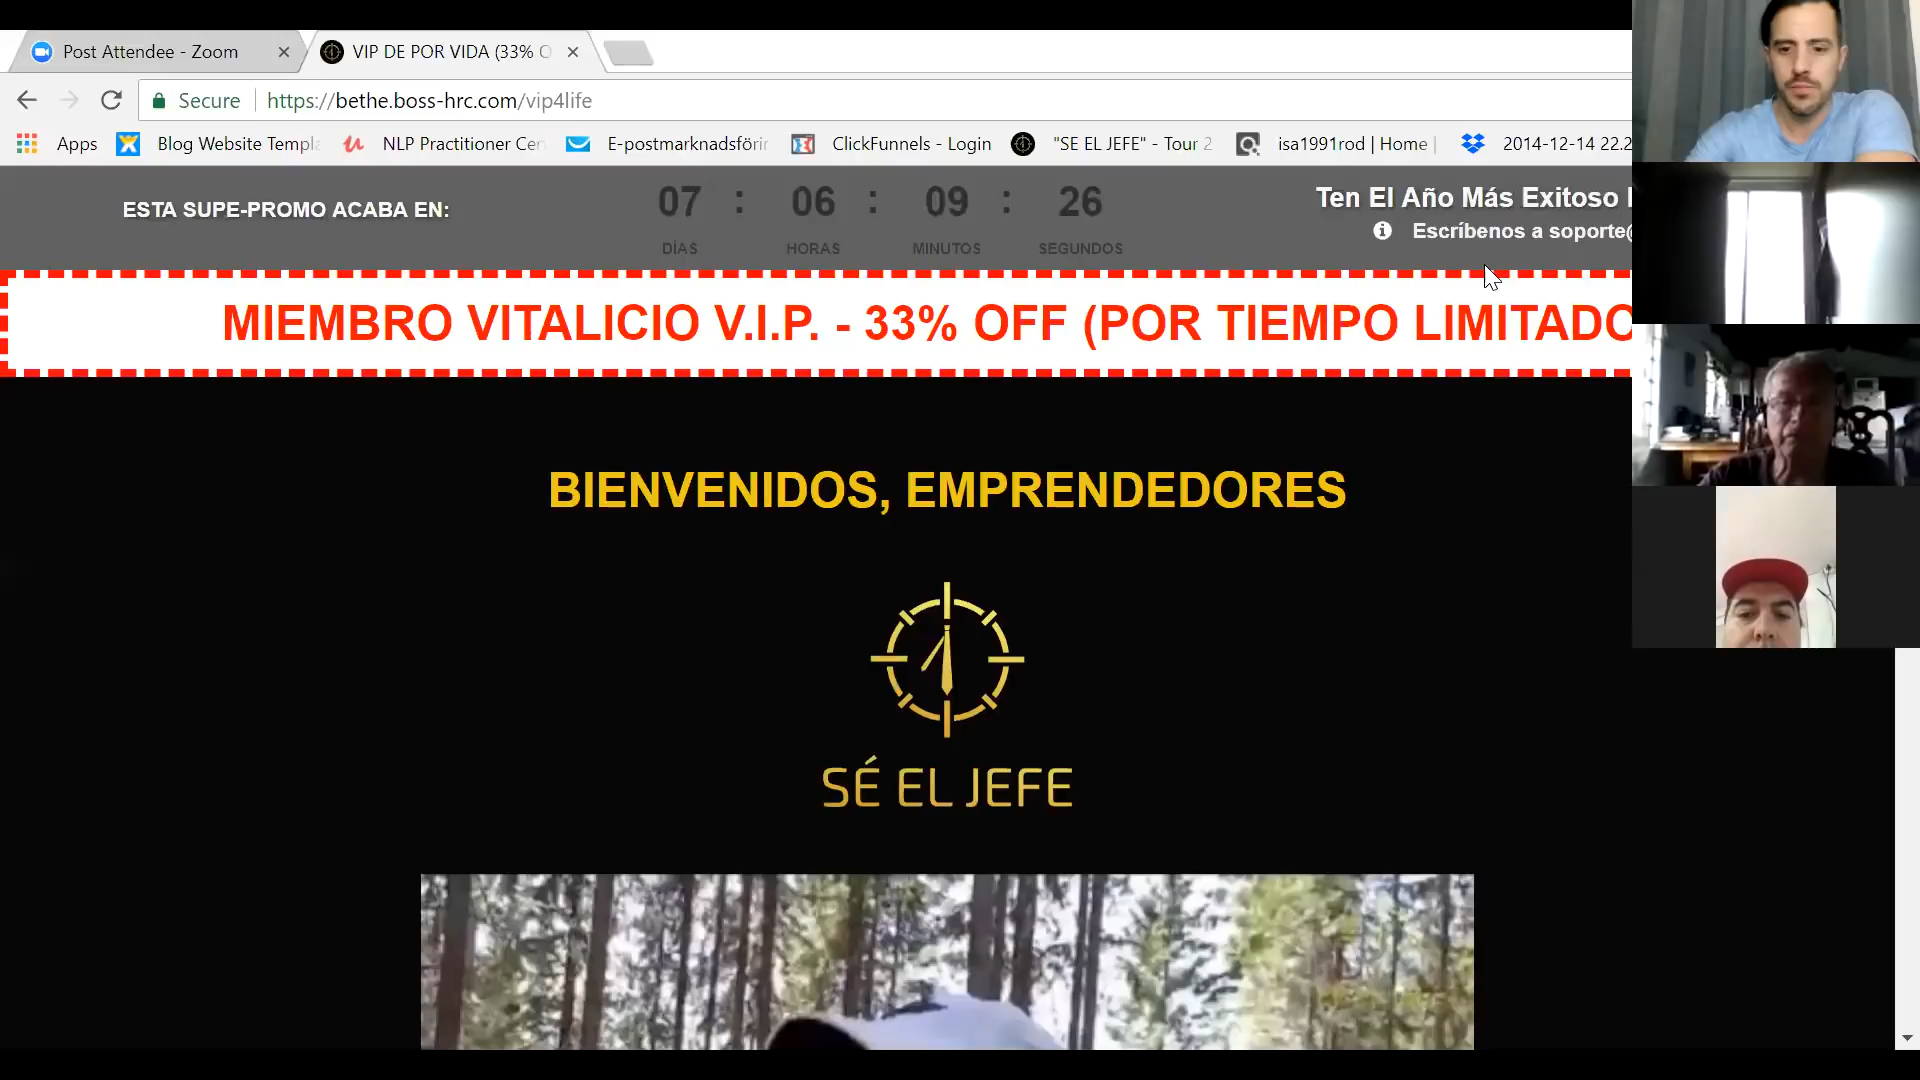 Post Attendee - Zoom
VIP DE POR VIDA (33% O
Secure
https://bethe.boss-hrc.com/vip4life
Apps
Blog Website Templa
NLP Practitioner Cer
E-postmarknadsförin
ClickFunnels - Login
"SE EL JEFE" - Tour 2
isa1991rod | Home
2014-12-14 22.2
ESTA SUPE-PROMO ACABA EN:
07 : 06 : 09 : 26
DÍAS HORAS MINUTOS SEGUNDOS
Ten El Año Más Exitoso
Escríbenos a soporte@
MIEMBRO VITALICIO V.I.P. - 33% OFF (POR TIEMPO LIMITADO
BIENVENIDOS, EMPRENDEDORES
SÉ EL JEFE